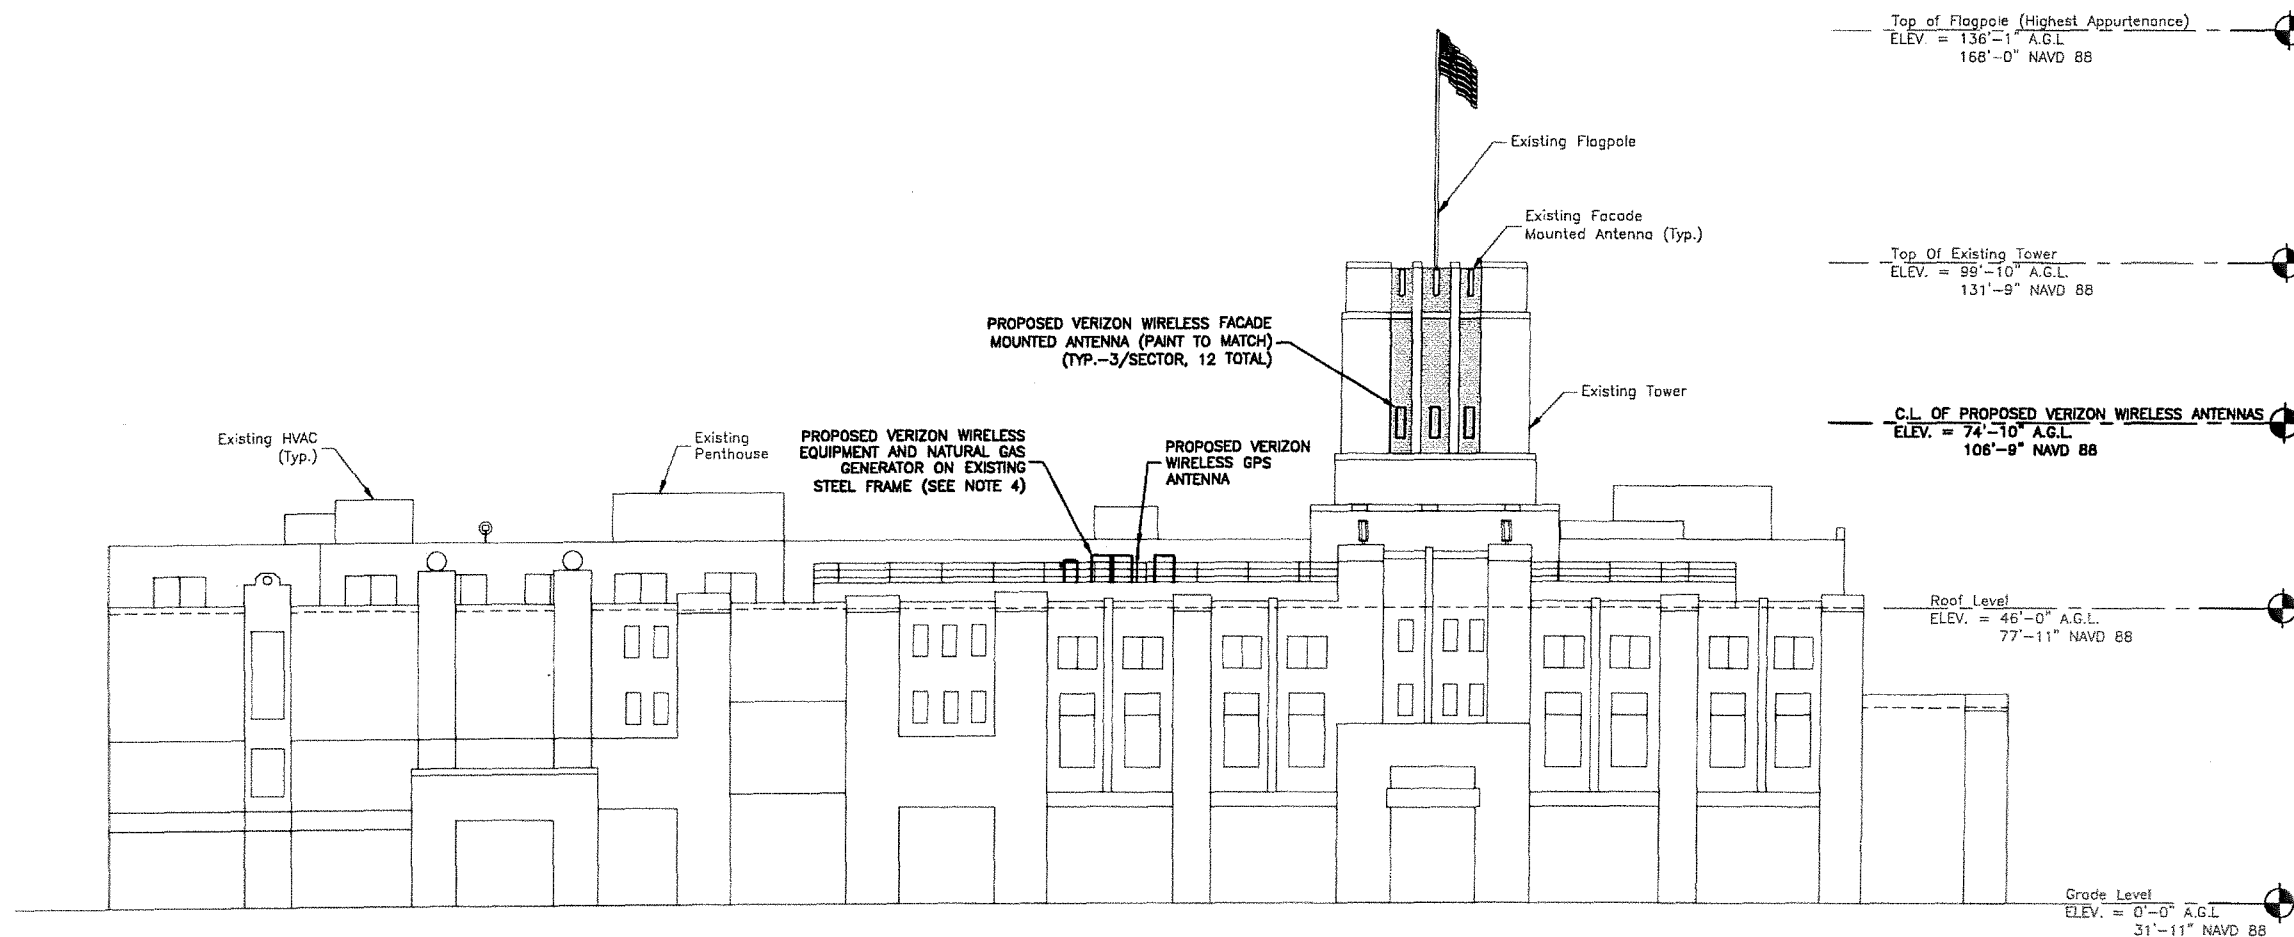 Top of Flagpole (Highest Appurtenance)
ELEV. = 136'-1" A.G.L
168'-0" NAVD 88
Existing Flagpole
Existing Facade
Mounted Antenna (Typ.)
Top Of Existing Tower
ELEV. = 99'-10" A.G.L.
131'-9" NAVD 88
PROPOSED VERIZON WIRELESS FACADE
MOUNTED ANTENNA (PAINT TO MATCH)
(TYP.-3/SECTOR, 12 TOTAL)
Existing Tower
C.L. OF PROPOSED VERIZON WIRELESS ANTENNAS
ELEV. = 74'-10" A.G.L.
106'-9" NAVD 88
Existing HVAC
(Typ.)
Existing
Penthouse
PROPOSED VERIZON WIRELESS
EQUIPMENT AND NATURAL GAS
GENERATOR ON EXISTING
STEEL FRAME (SEE NOTE 4)
PROPOSED VERIZON
WIRELESS GPS
ANTENNA
Roof Level
ELEV. = 46'-0" A.G.L.
77'-11" NAVD 88
Grade Level
ELEV. = 0'-0" A.G.L
31'-11" NAVD 88